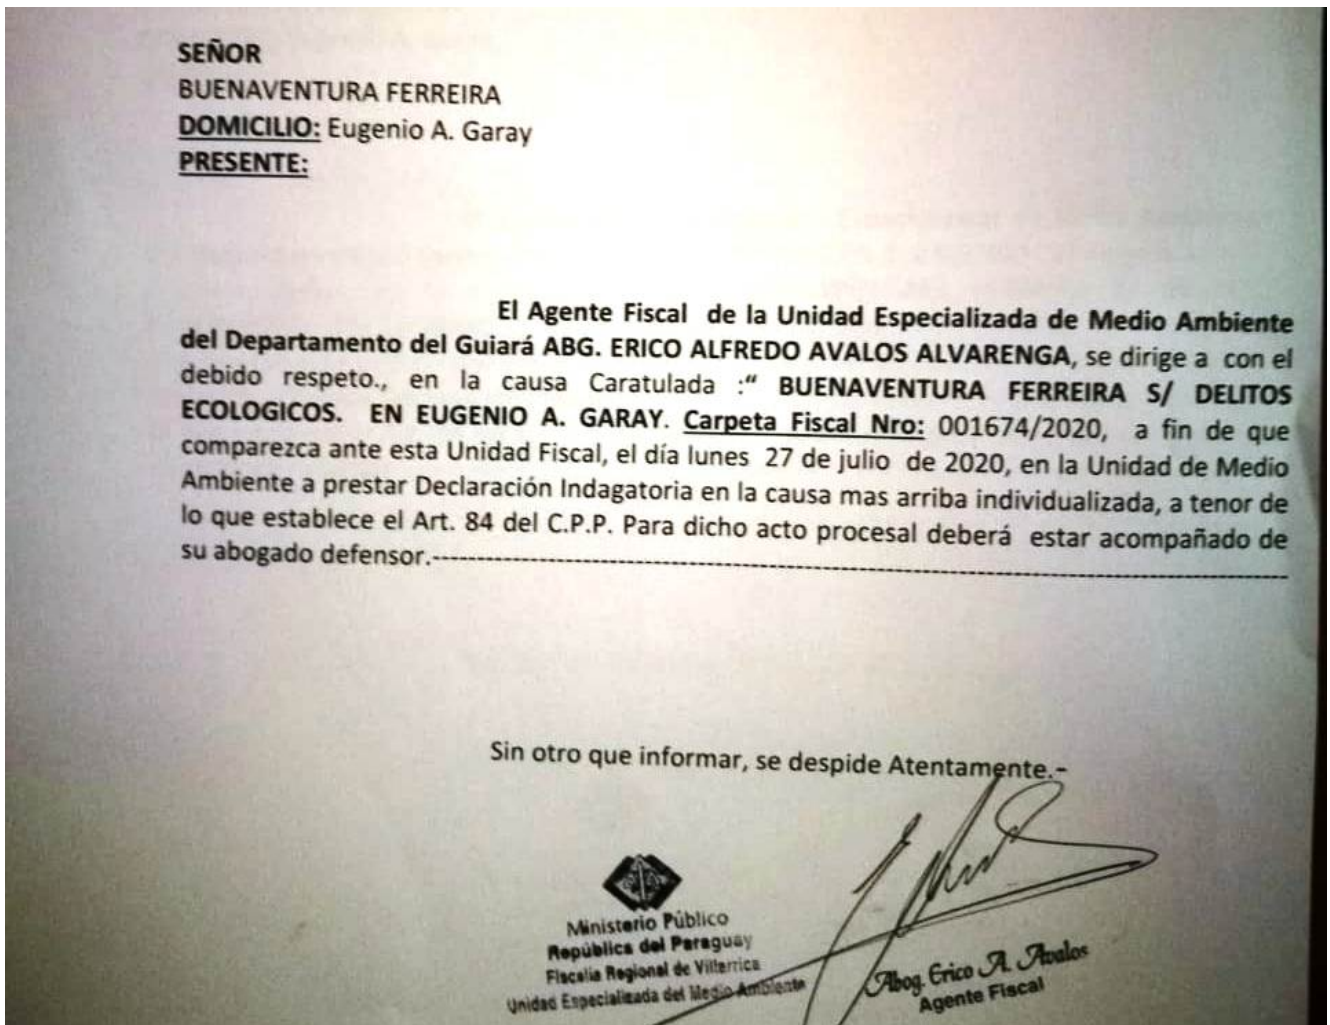 SEÑOR
BUENAVENTURA FERREIRA
DOMICILIO: Eugenio A. Garay
PRESENTE:
El Agente Fiscal de la Unidad Especializada de Medio Ambiente
del Departamento del Guiará ABG. ERICO ALFREDO AVALOS ALVARENGA, se dirige a con el
debido respeto., en la causa Caratulada :“ BUENAVENTURA FERREIRA S/ DELITOS
ECOLOGICOS. EN EUGENIO A. GARAY. Carpeta Fiscal Nro: 001674/2020, a fin de que
comparezca ante esta Unidad Fiscal, el día lunes 27 de julio de 2020, en la Unidad de Medio
Ambiente a prestar Declaración Indagatoria en la causa mas arriba individualizada, a tenor de
lo que establece el Art. 84 del C.P.P. Para dicho acto procesal deberá estar acompañado de
su abogado defensor.------------------------------------------------------------
Sin otro que informar, se despide Atentamente.-
Ministerio Público
República del Paraguay
Fiscalía Regional de Villarrica
Unidad Especializada del Medio Ambiente
Abog. Erico A. Avalos
Agente Fiscal